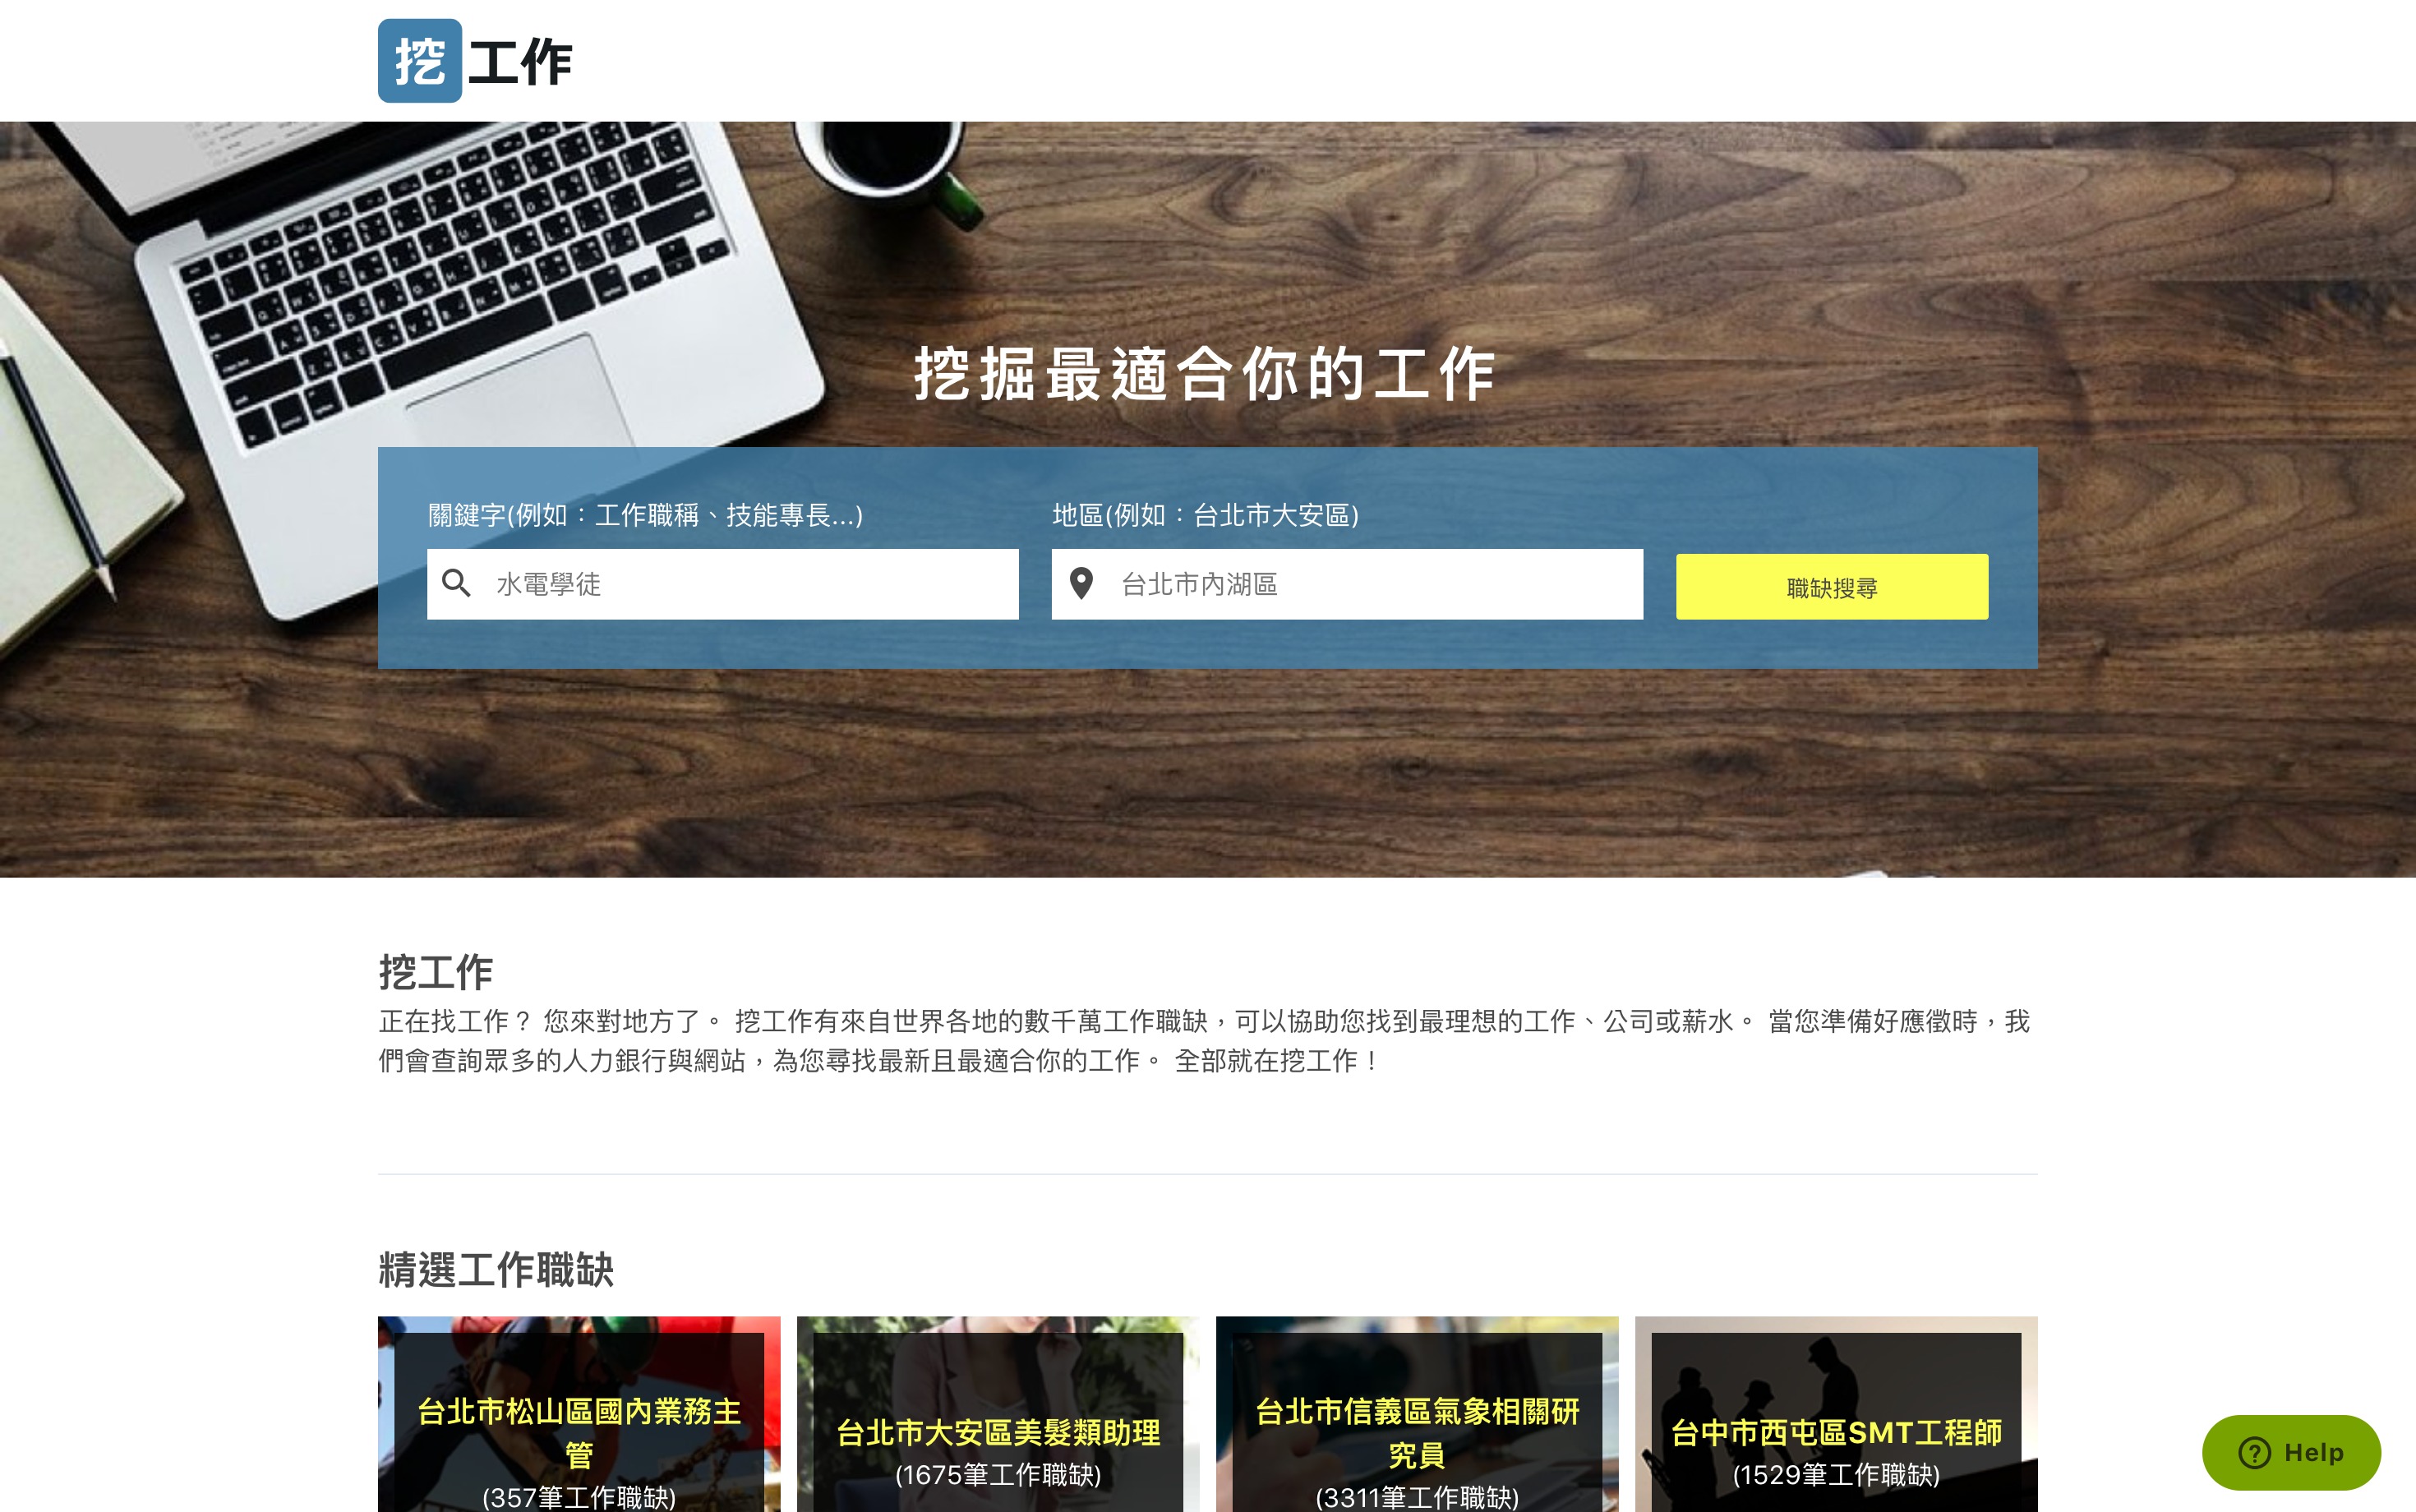 挖工作
挖掘最適合你的工作
關鍵字(例如：工作職稱、技能專長...)
地區(例如：台北市大安區)
水電學徒
台北市內湖區
職缺搜尋
挖工作
正在找工作？ 您來對地方了。 挖工作有來自世界各地的數千萬工作職缺，可以協助您找到最理想的工作、公司或薪水。 當您準備好應徵時，我
們會查詢眾多的人力銀行與網站，為您尋找最新且最適合你的工作。 全部就在挖工作！
精選工作職缺
台北市松山區國內業務主
管
(357筆工作職缺)
台北市大安區美髮類助理
(1675筆工作職缺)
台北市信義區氣象相關研
究員
(3311筆工作職缺)
台中市西屯區SMT工程師
(1529筆工作職缺)
Help